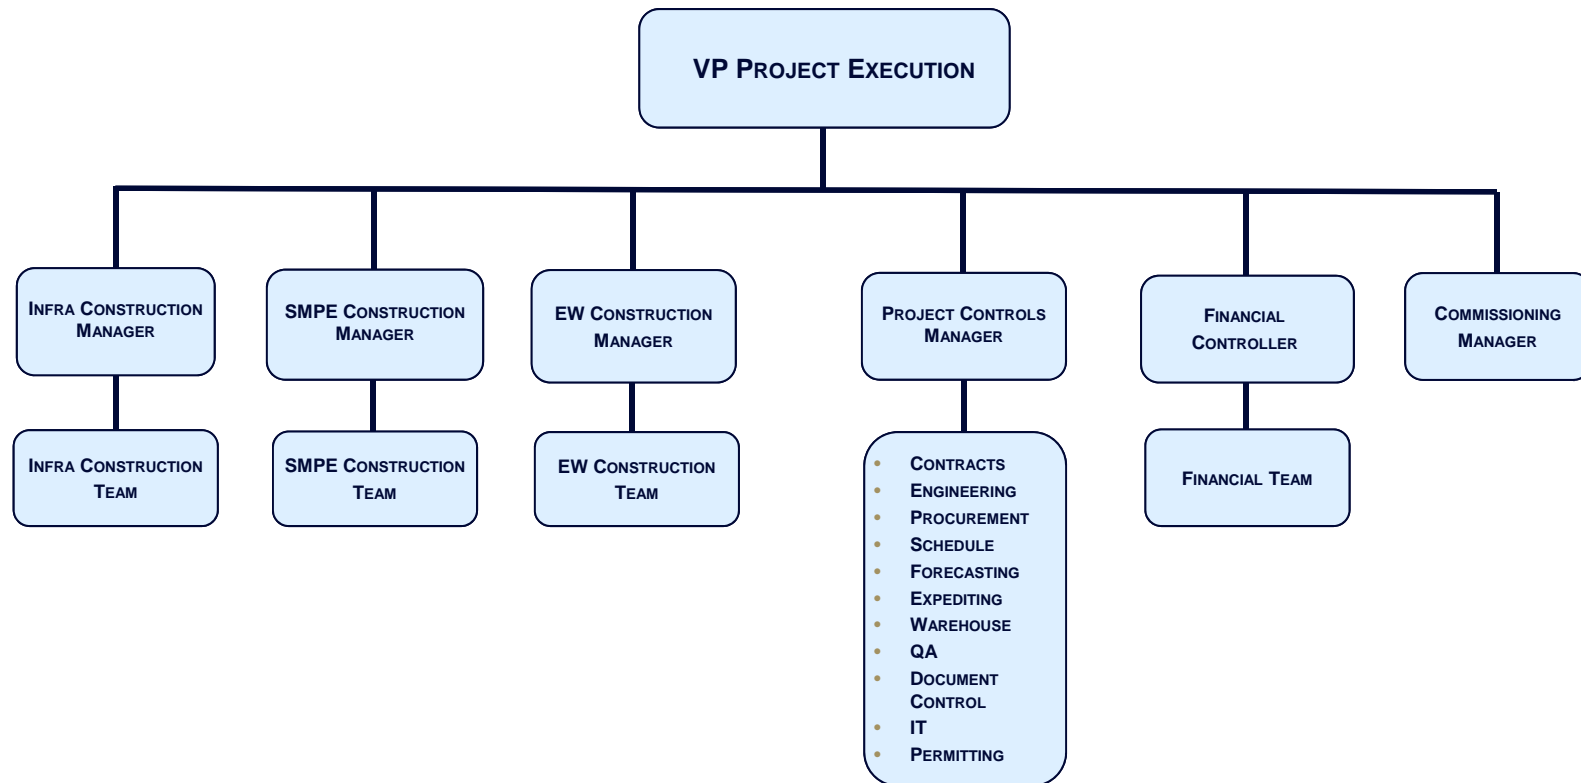 VP PROJECT EXECUTION
INFRA CONSTRUCTION
MANAGER
SMPE CONSTRUCTION
MANAGER
EW CONSTRUCTION
MANAGER
PROJECT CONTROLS
MANAGER
FINANCIAL
CONTROLLER
COMMISSIONING
MANAGER
INFRA CONSTRUCTION
TEAM
SMPE CONSTRUCTION
TEAM
EW CONSTRUCTION
TEAM
• CONTRACTS
• ENGINEERING
• PROCUREMENT
• SCHEDULE
• FORECASTING
• EXPEDITING
• WAREHOUSE
• QA
• DOCUMENT
CONTROL
• IT
• PERMITTING
FINANCIAL TEAM